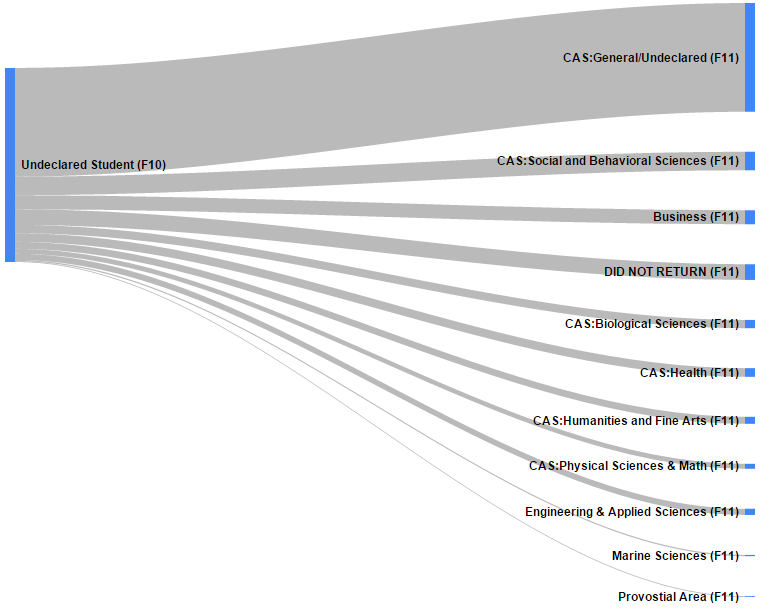 CAS:General/Undeclared (F11)
Undeclared Student (F10)
CAS:Social and Behavioral Sciences (F11)
Business (F11)
DID NOT RETURN (F11)
CAS:Biological Sciences (F11)
CAS:Health (F11)
CAS:Humanities and Fine Arts (F11)
CAS:Physical Sciences & Math (F11)
Engineering & Applied Sciences (F11)
Marine Sciences (F11)
Provostial Area (F11)